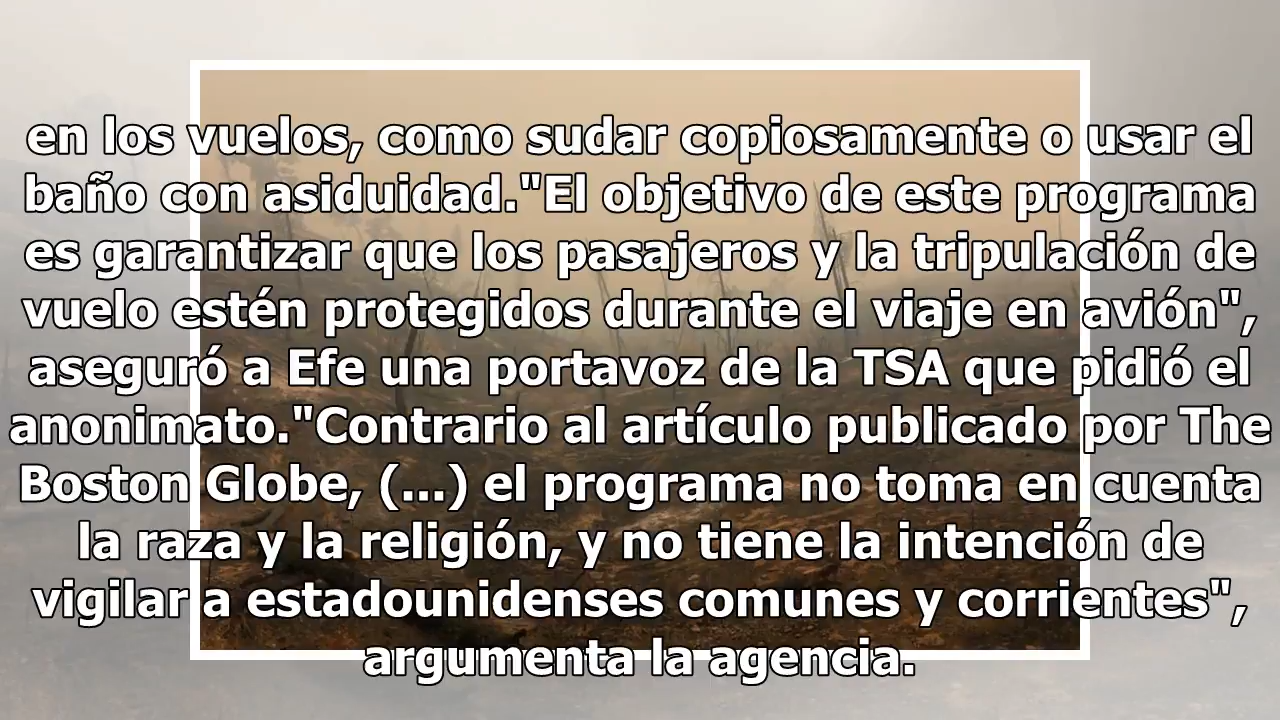 en los vuelos, como sudar copiosamente o usar el
baño con asiduidad."El objetivo de este programa
es garantizar que los pasajeros y la tripulación de
vuelo estén protegidos durante el viaje en avión",
aseguró a Efe una portavoz de la TSA que pidió el
anonimato."Contrario al artículo publicado por The
Boston Globe, (...) el programa no toma en cuenta
la raza y la religión, y no tiene la intención de
vigilar a estadounidenses comunes y corrientes",
argumenta la agencia.